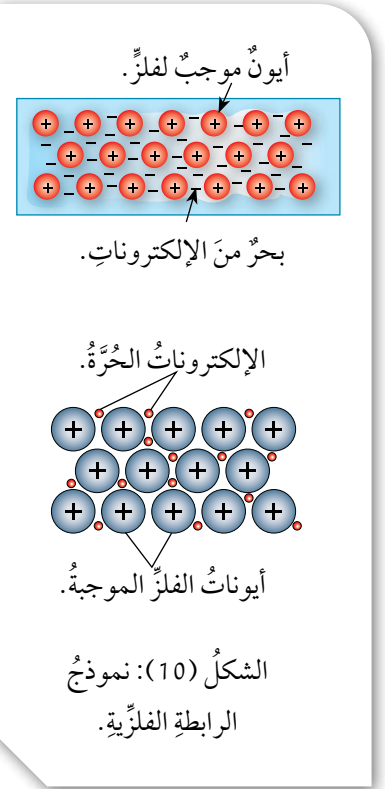 أيونٌ موجبٌ لفلزٍّ.
بحرٌ منَ الإلكتروناتِ.
الإلكتروناتُ الحُرَّةُ.
أيوناتُ الفلزِّ الموجبةُ.
الشكلُ (10): نموذجُ
الرابطةِ الفلزِّيةِ.